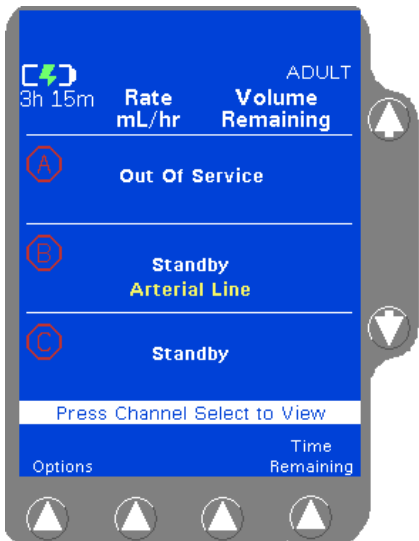 ADULT
3h 15m Rate Volume
mL/hr Remaining
A
Out Of Service
B
Standby
Arterial Line
C
Standby
Press Channel Select to View
Time
Options Remaining